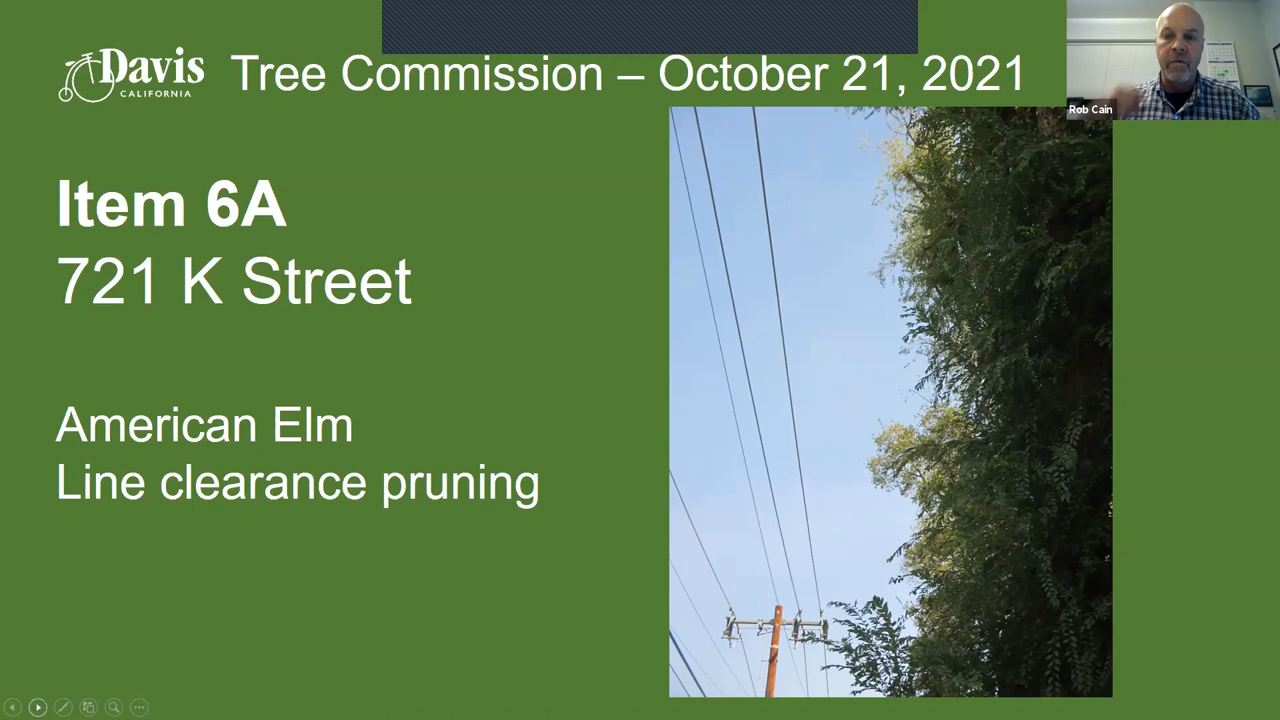 Davis
CALIFORNIA
Tree Commission – October 21, 2021
Rob Cain
Item 6A
721 K Street
American Elm
Line clearance pruning